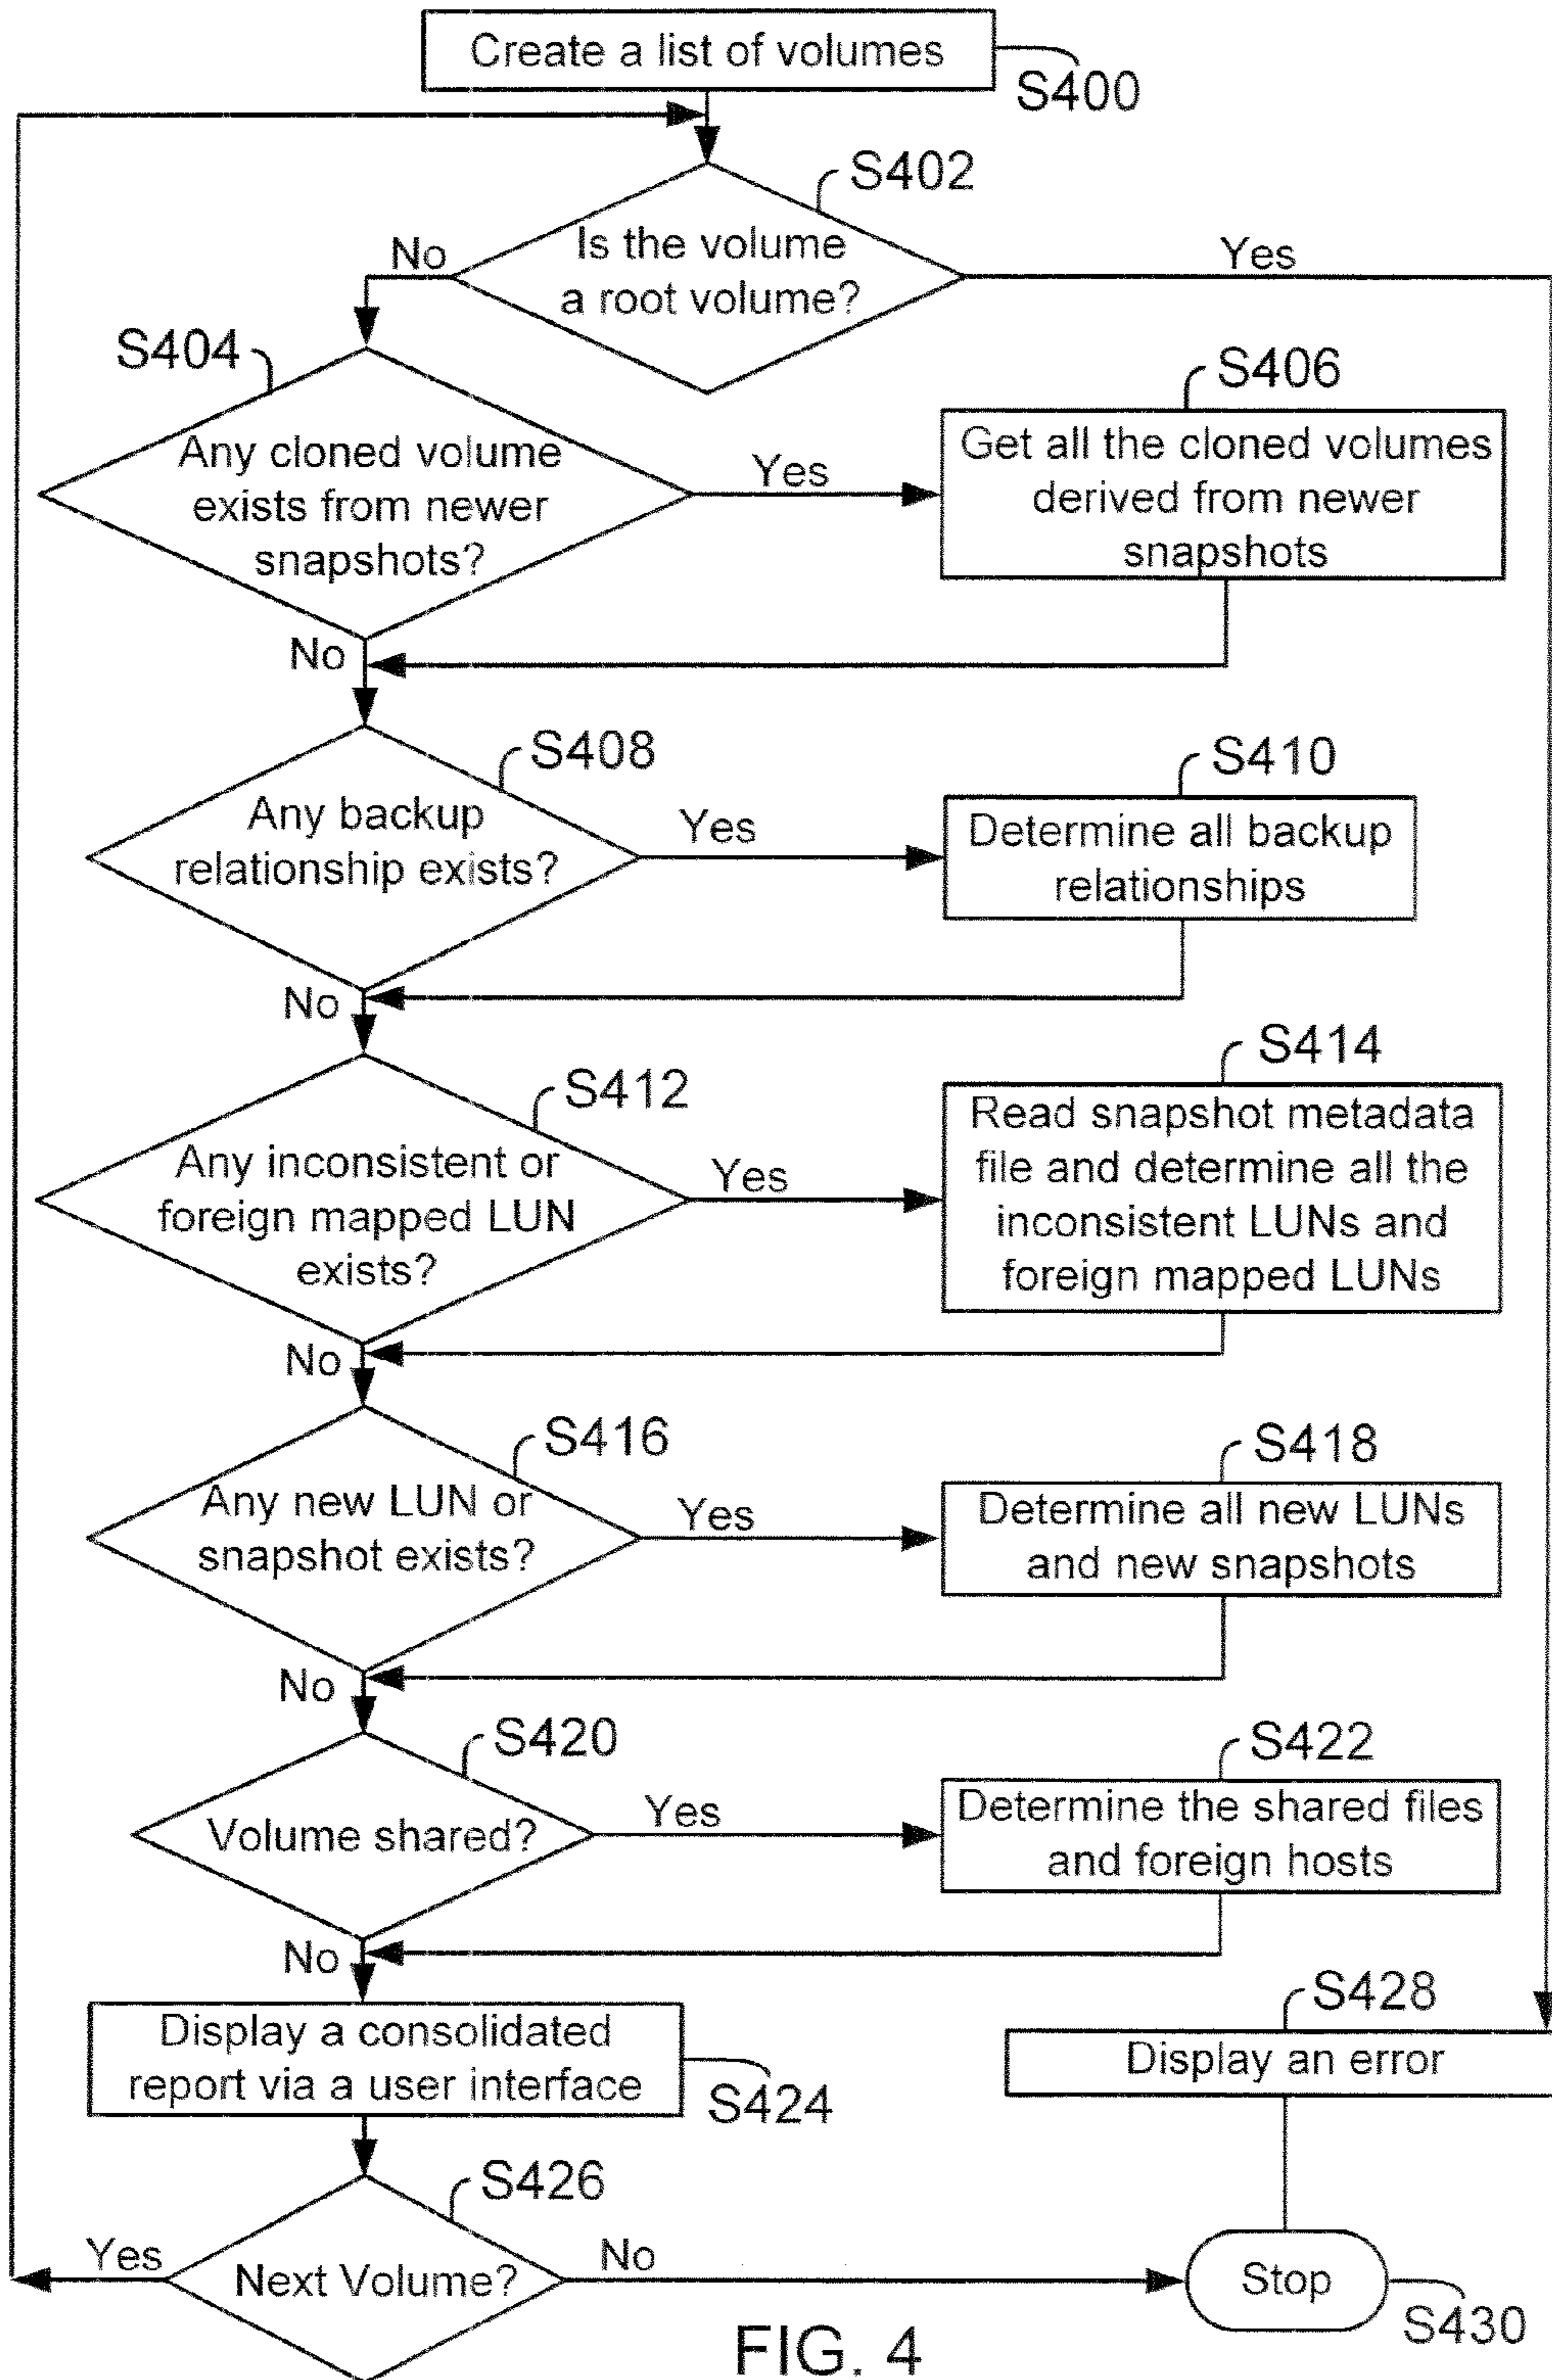 Create a list of volumes
S400
S402
Is the volume
a root volume?
No
Yes
S404
Any cloned volume
exists from newer
snapshots?
Yes
No
S406
Get all the cloned volumes
derived from newer
snapshots
S408
Any backup
relationship exists?
Yes
No
S410
Determine all backup
relationships
S412
Any inconsistent or
foreign mapped LUN
exists?
Yes
No
S414
Read snapshot metadata
file and determine all the
inconsistent LUNs and
foreign mapped LUNs
S416
Any new LUN or
snapshot exists?
Yes
No
S418
Determine all new LUNs
and new snapshots
S420
Volume shared?
Yes
No
S422
Determine the shared files
and foreign hosts
Display a consolidated
report via a user interface
S424
S428
Display an error
S426
Next Volume?
Yes
No
Stop
S430
FIG. 4